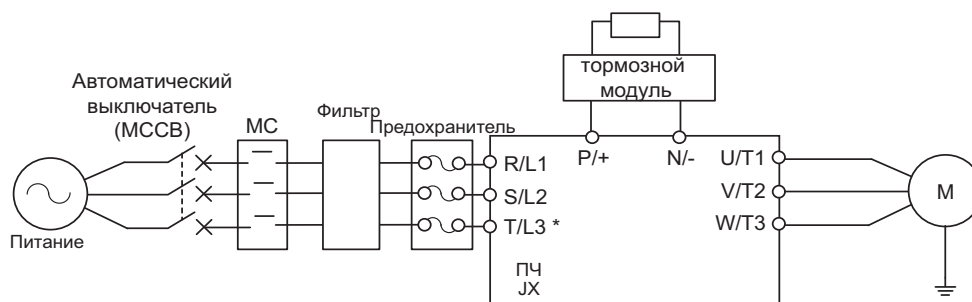 Автоматический
выключатель
(MCCB)
MC
Фильтр
Предохранитель
тормозной
модуль
P/+
N/-
R/L1
S/L2
T/L3 *
U/T1
V/T2
W/T3
M
Питание
ПЧ
JX